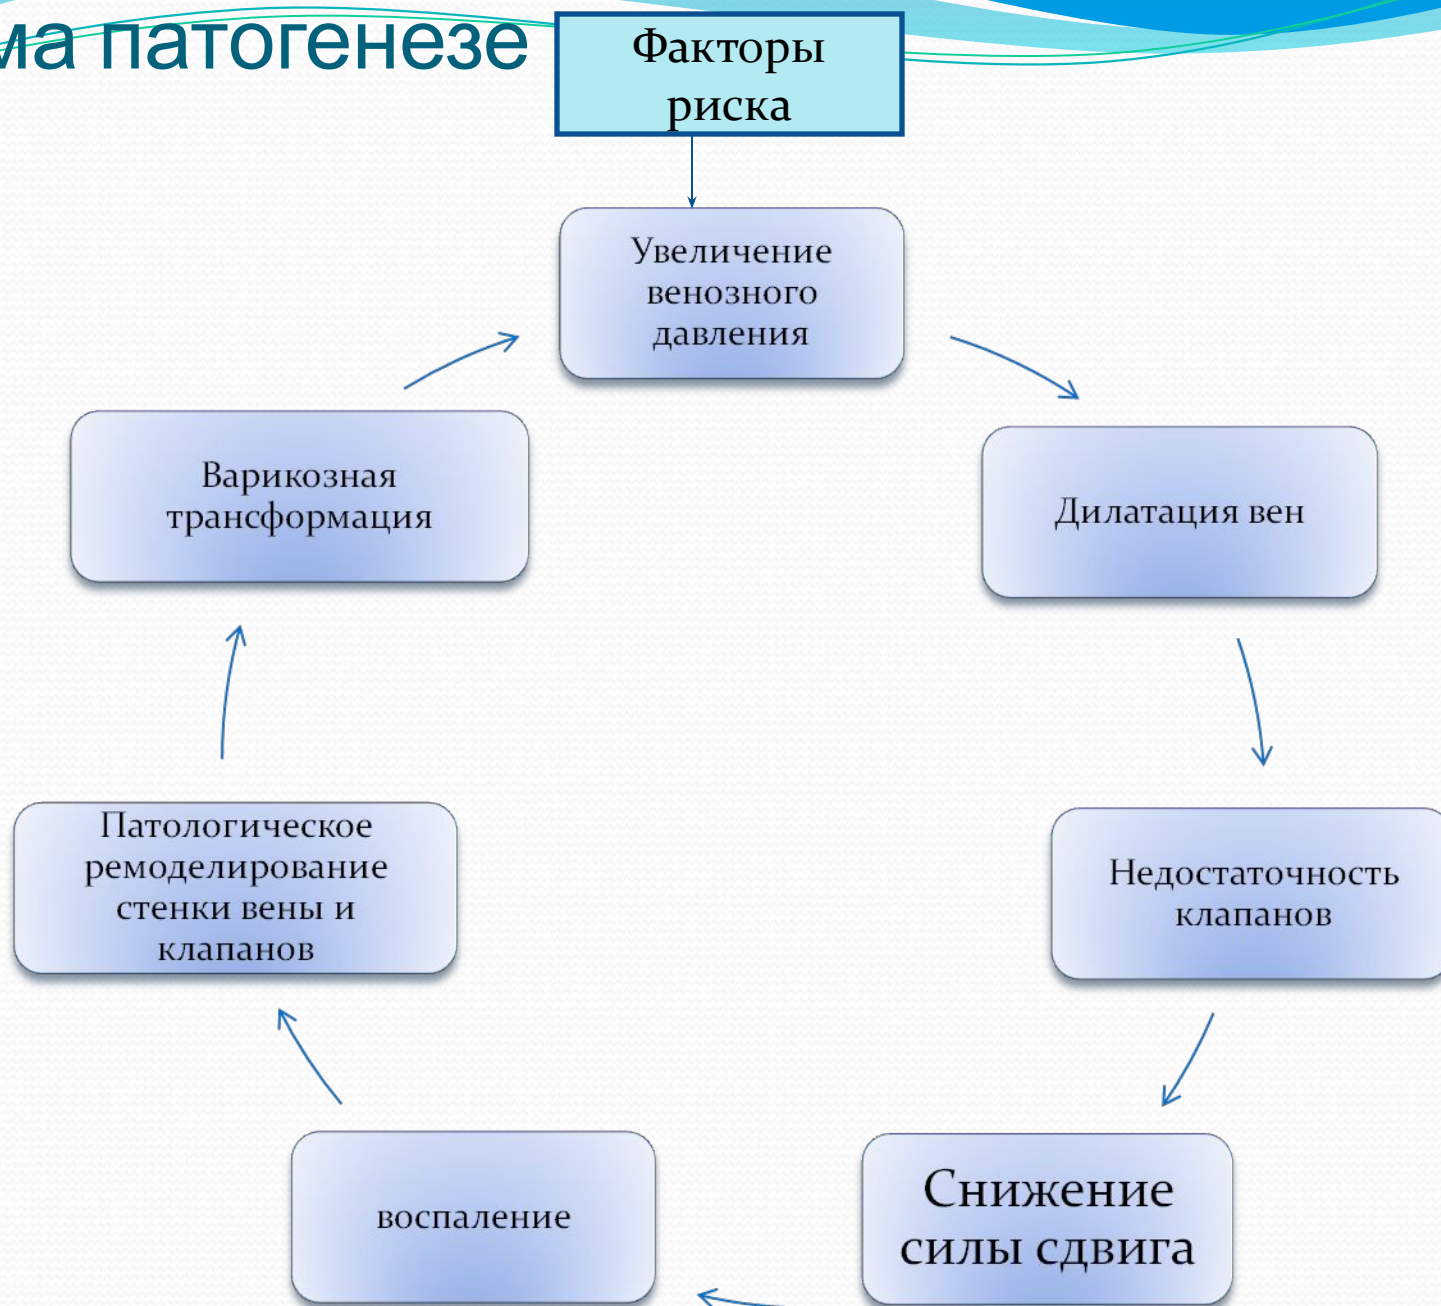 ма патогенезе
Факторы
риска
Увеличение
венозного
давления
Дилатация вен
Недостаточность
клапанов
Снижение
силы сдвига
воспаление
Патологическое
ремоделирование
стенки вены и
клапанов
Варикозная
трансформация